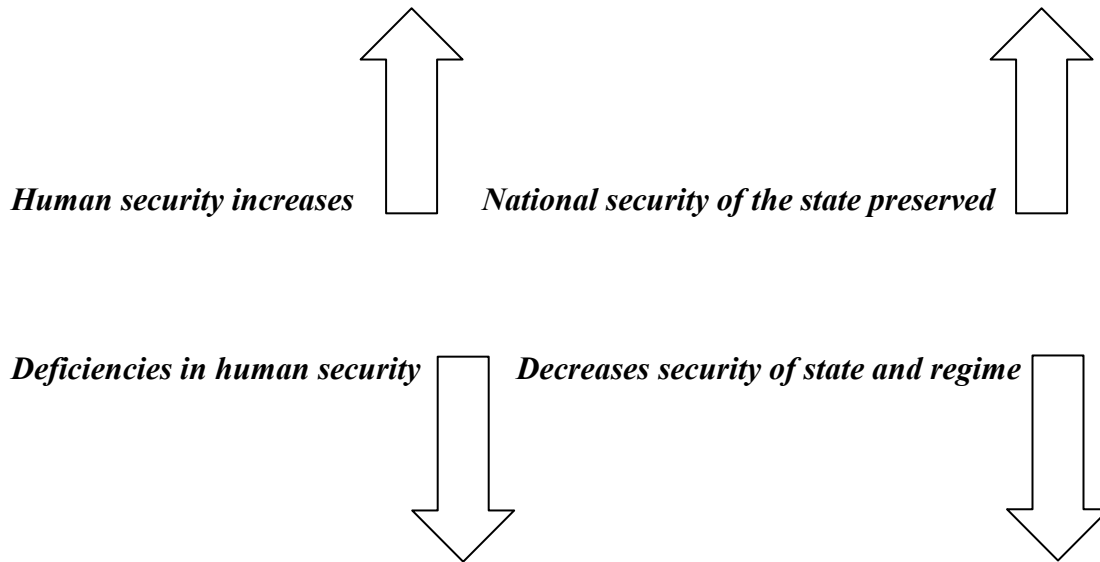 Human security increases National security of the state preserved
Deficiencies in human security Decreases security of state and regime